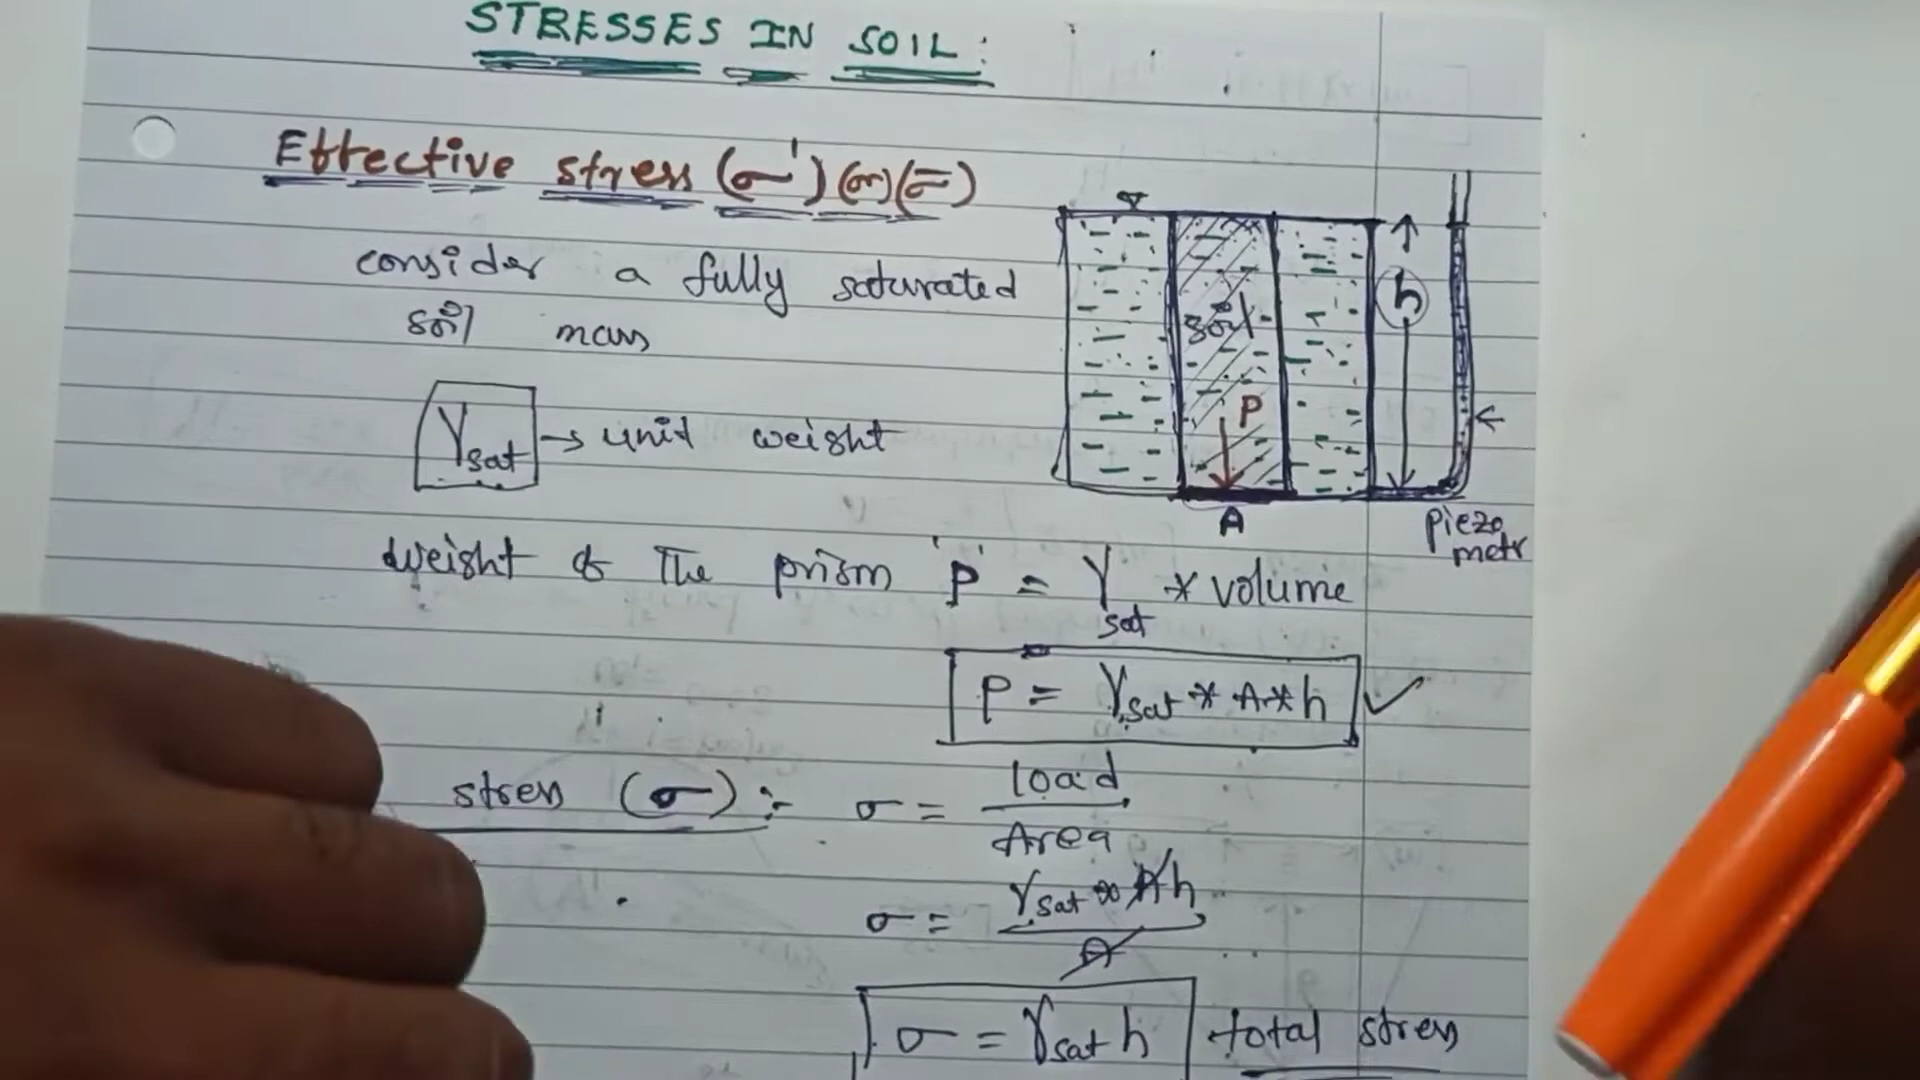 STRESSES IN SOIL:
Effective stress (σ') (or) (σ̄)
consider a fully saturated
soil mass
γsat → unit weight
soil
h
P
A
Piezo
metr
weight of The prism 'P' = γsat * volume
P = γsat * A * h ✓
stress (σ) :- σ = load / Area
σ = γsat * A h / A
σ = γsat h total stress